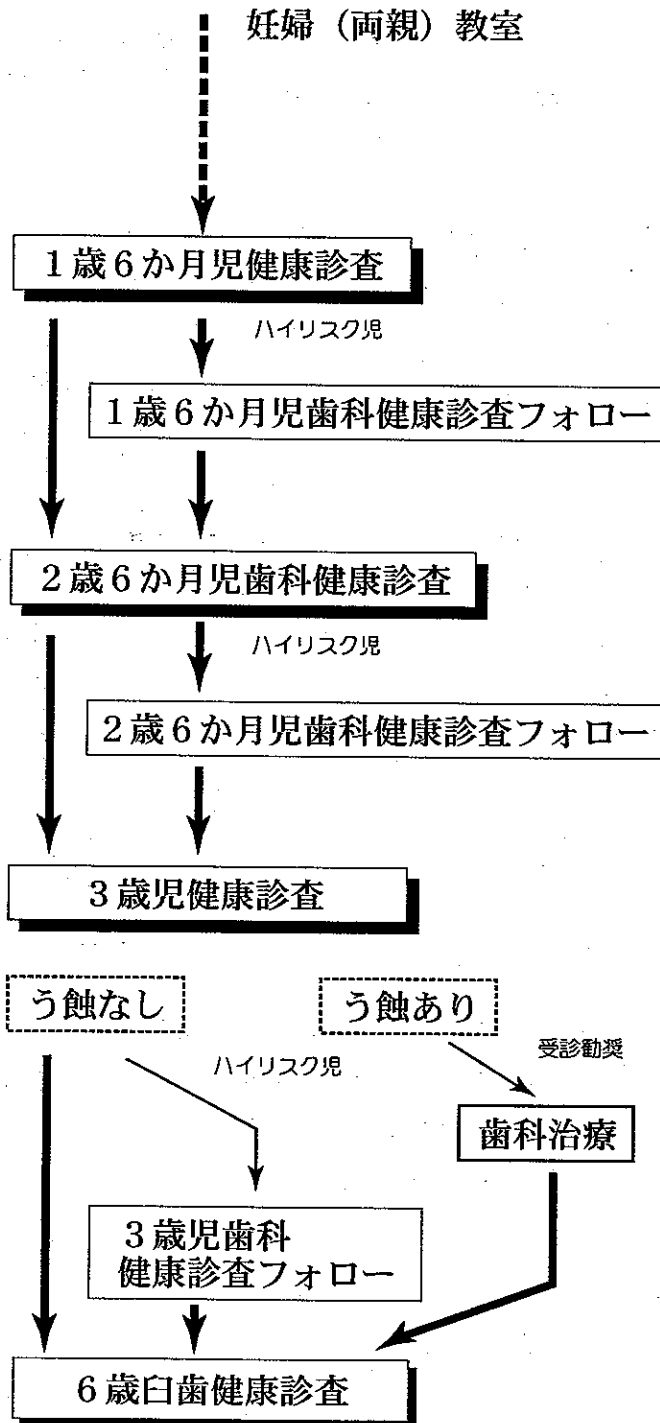 妊婦（両親）教室
１歳６か月児健康診査
ハイリスク児
１歳６か月児歯科健康診査フォロー
２歳６か月児歯科健康診査
ハイリスク児
２歳６か月児歯科健康診査フォロー
３歳児健康診査
う蝕なし
う蝕あり
受診勧奨
ハイリスク児
歯科治療
３歳児歯科
健康診査フォロー
６歳臼歯健康診査